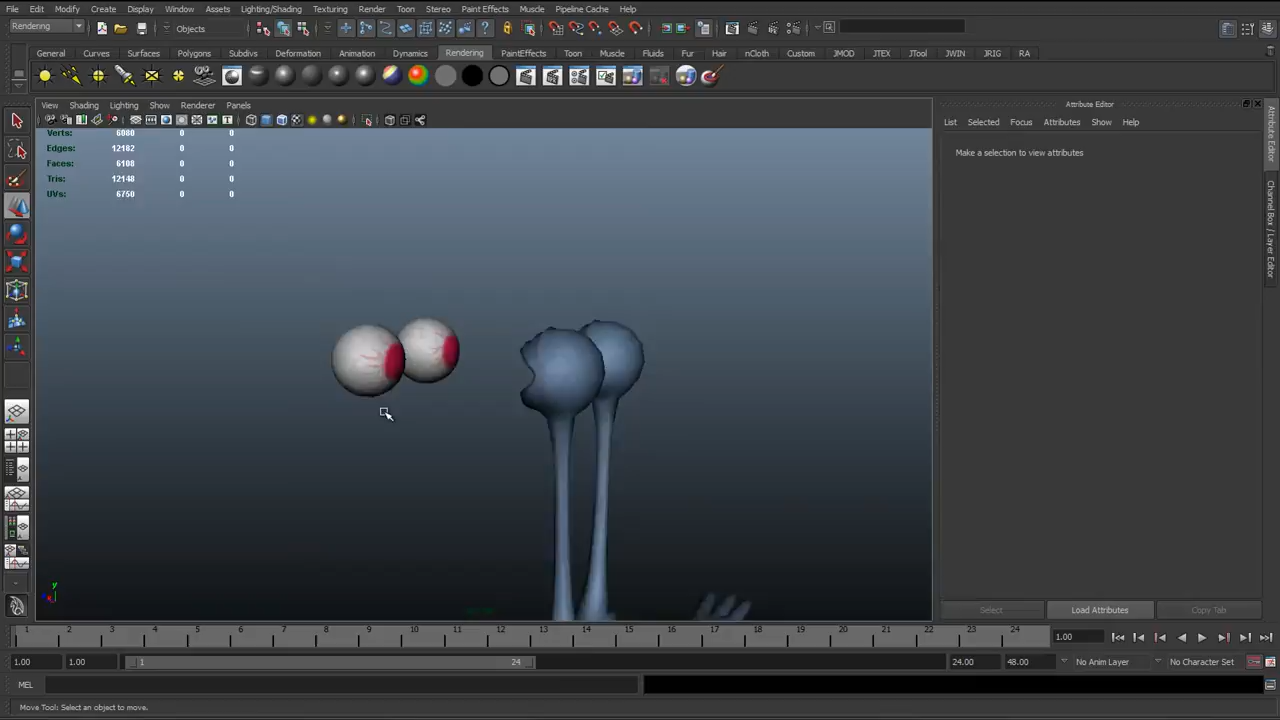 File Edit Modify Create Display Window Assets Lighting/Shading Texturing Render Toon Stereo Paint Effects Muscle Pipeline Cache Help
Rendering Objects
General Curves Surfaces Polygons Subdivs Deformation Animation Dynamics Rendering PaintEffects Toon Muscle Fluids Fur Hair nCloth Custom JMOD JTEX JTool JWIN JRIG RA
View Shading Lighting Show Renderer Panels
Attribute Editor
List Selected Focus Attributes Show Help
Make a selection to view attributes
Verts: 6080 0 0
Edges: 12182 0 0
Faces: 6108 0 0
Tris: 12148 0 0
UVs: 6750 0 0
Attribute Editor
Channel Box / Layer Editor
y
Select Load Attributes Copy Tab
1 2 3 4 5 6 7 8 9 10 11 12 13 14 15 16 17 18 19 20 21 22 23 24 1.00
1.00 1.00 1 24 24.00 48.00 No Anim Layer No Character Set
MEL
Move Tool: Select an object to move.